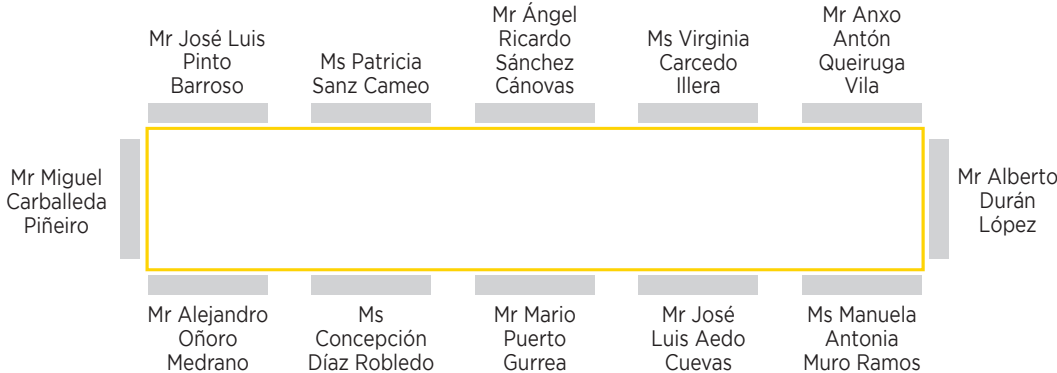 Mr José Luis
Pinto
Barroso
Ms Patricia
Sanz Cameo
Mr Ángel
Ricardo
Sánchez
Cánovas
Ms Virginia
Carcedo
Illera
Mr Anxo
Antón
Queiruga
Vila
Mr Miguel
Carballeda
Piñeiro
Mr Alberto
Durán
López
Mr Alejandro
Oñoro
Medrano
Ms
Concepción
Díaz Robledo
Mr Mario
Puerto
Gurrea
Mr José
Luis Aedo
Cuevas
Ms Manuela
Antonia
Muro Ramos